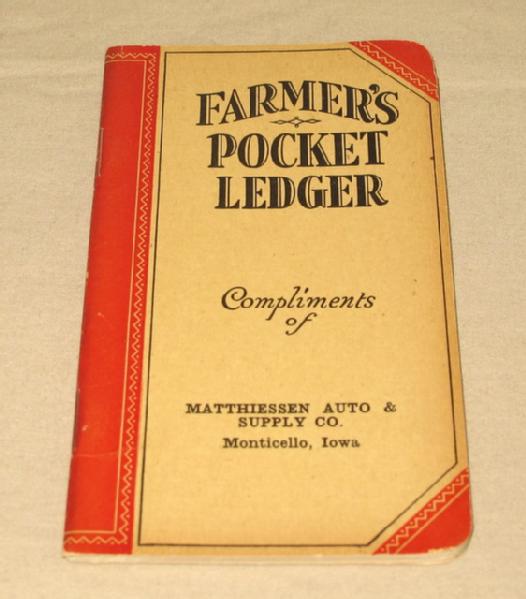 FARMER'S
POCKET
LEDGER
Compliments
of
MATTHIESSEN AUTO &
SUPPLY CO.
Monticello, Iowa